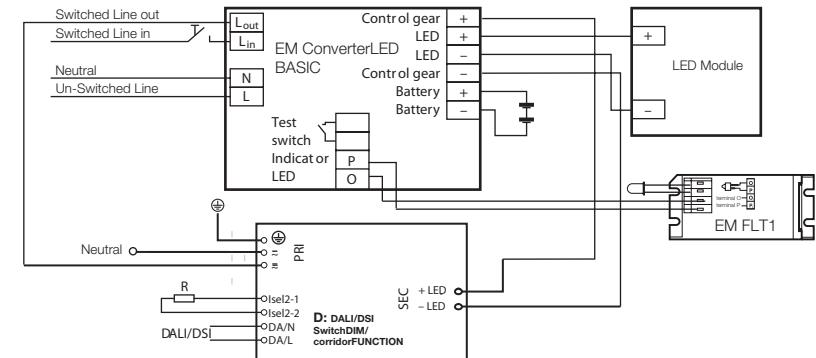 Switched Line out
Switched Line in
Neutral
Un-Switched Line
Lout
Lin
N
L
EM ConverterLED
BASIC
Control gear +
LED +
LED –
Control gear –
Battery +
Battery –
Test
switch
Indicator
LED
P
O
+
–
LED Module
O
P
terminal O
terminal P
O
P
EM FLT1
Neutral
PRI
R
Isel2-1
Isel2-2
DA/N
DA/L
DALI/DSI
D: DALI/DSI
SwitchDIM/
corridorFUNCTION
SEC
+ LED
– LED